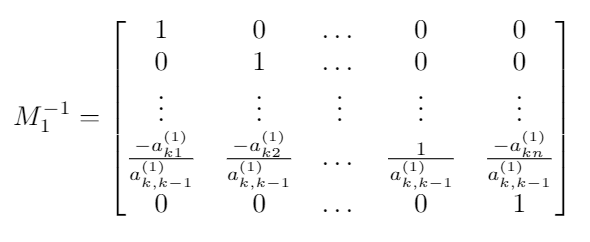 1 0 … 0 0
0 1 … 0 0
M₁⁻¹ = ⋮ ⋮ ⋮ ⋮ ⋮
-a_{k1}^{(1)}/a_{k,k-1}^{(1)} -a_{k2}^{(1)}/a_{k,k-1}^{(1)} … 1/a_{k,k-1}^{(1)} -a_{kn}^{(1)}/a_{k,k-1}^{(1)}
0 0 … 0 1